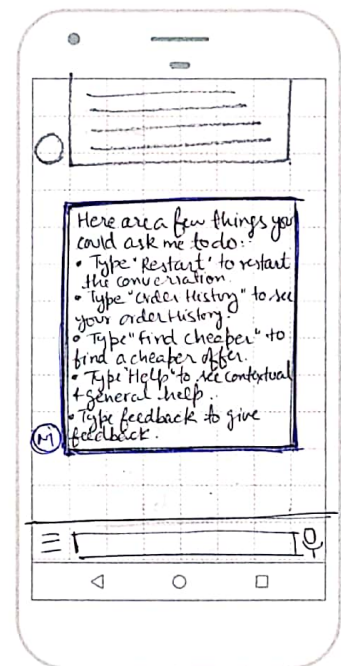 Here are a few things you
could ask me to do:
• Type "Restart" to restart
the conversation.
• Type "Order History" to see
your order History.
• Type "find cheaper" to
find a cheaper offer.
• Type "Help" to see contextual
+ general help.
• Type feedback to give
feedback.